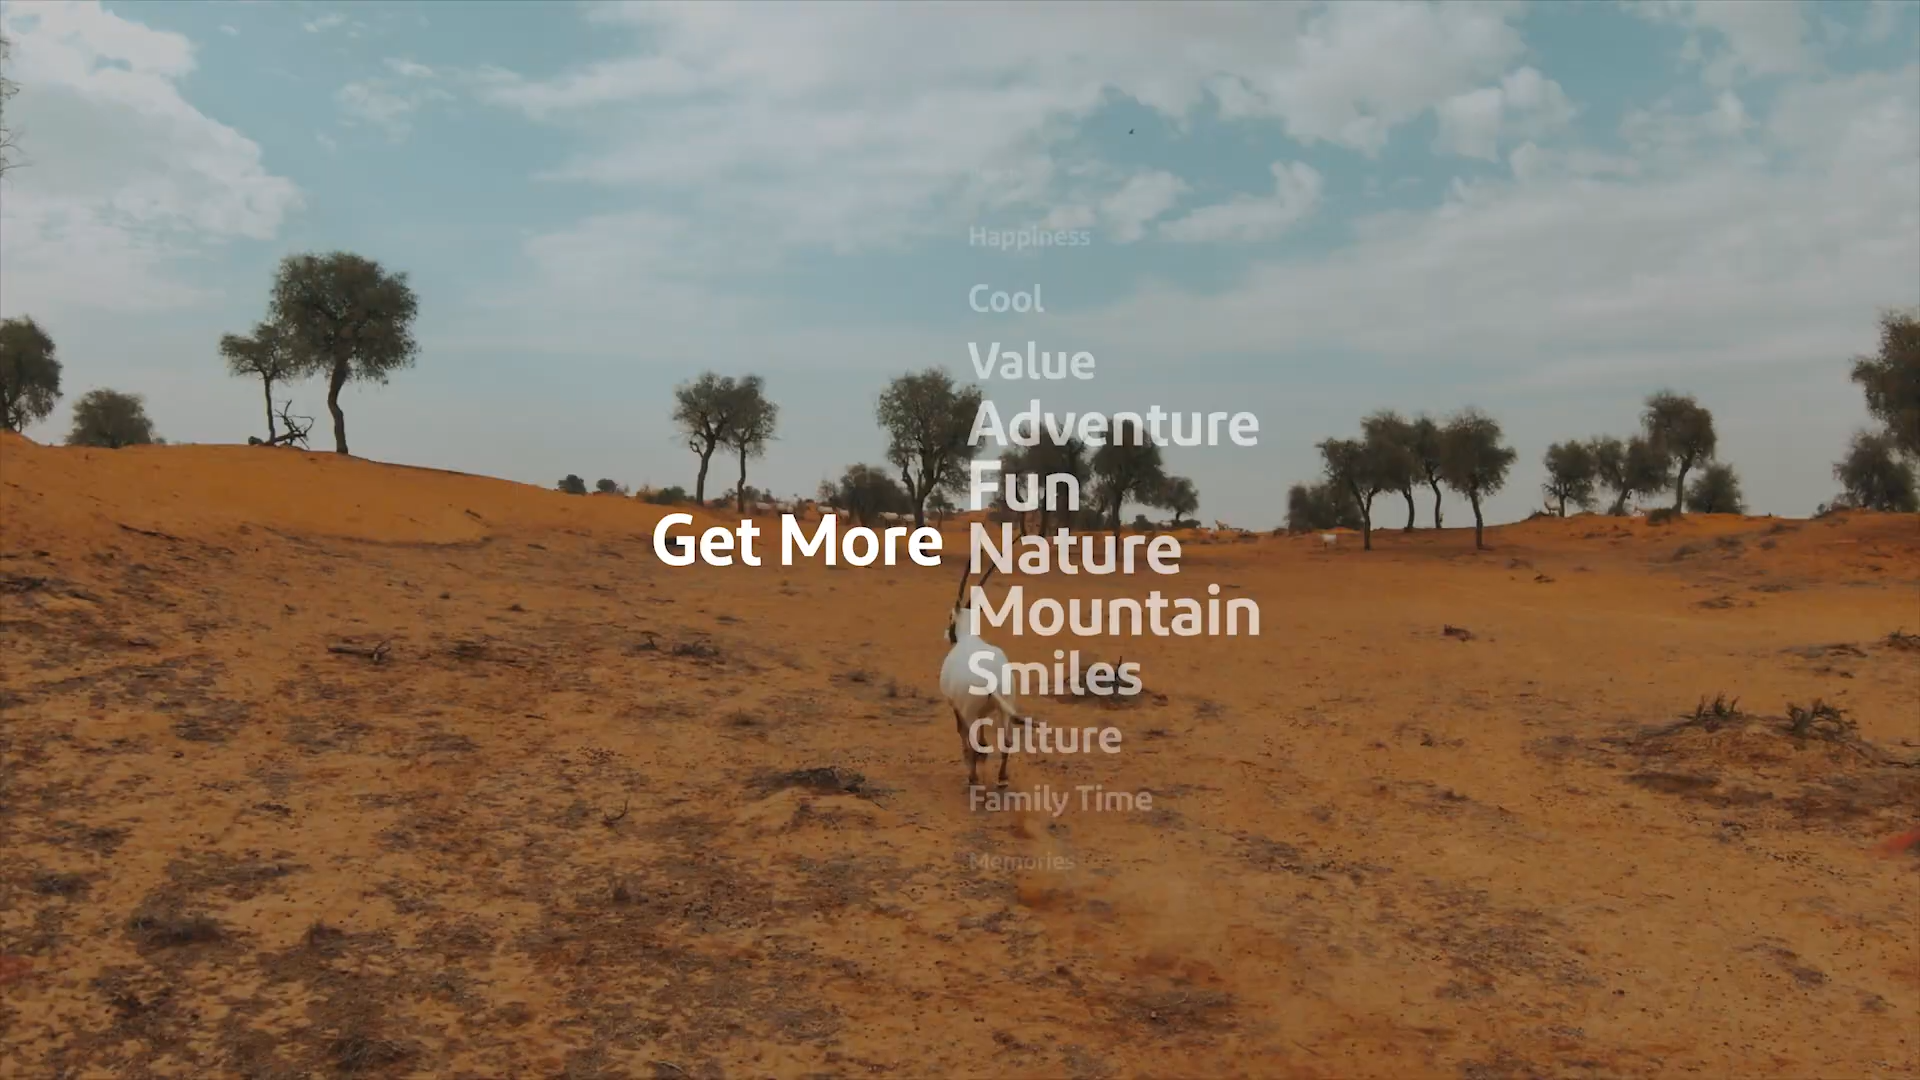 Happiness
Cool
Value
Adventure
Fun
Get More
Nature
Mountain
Smiles
Culture
Family Time
Memories